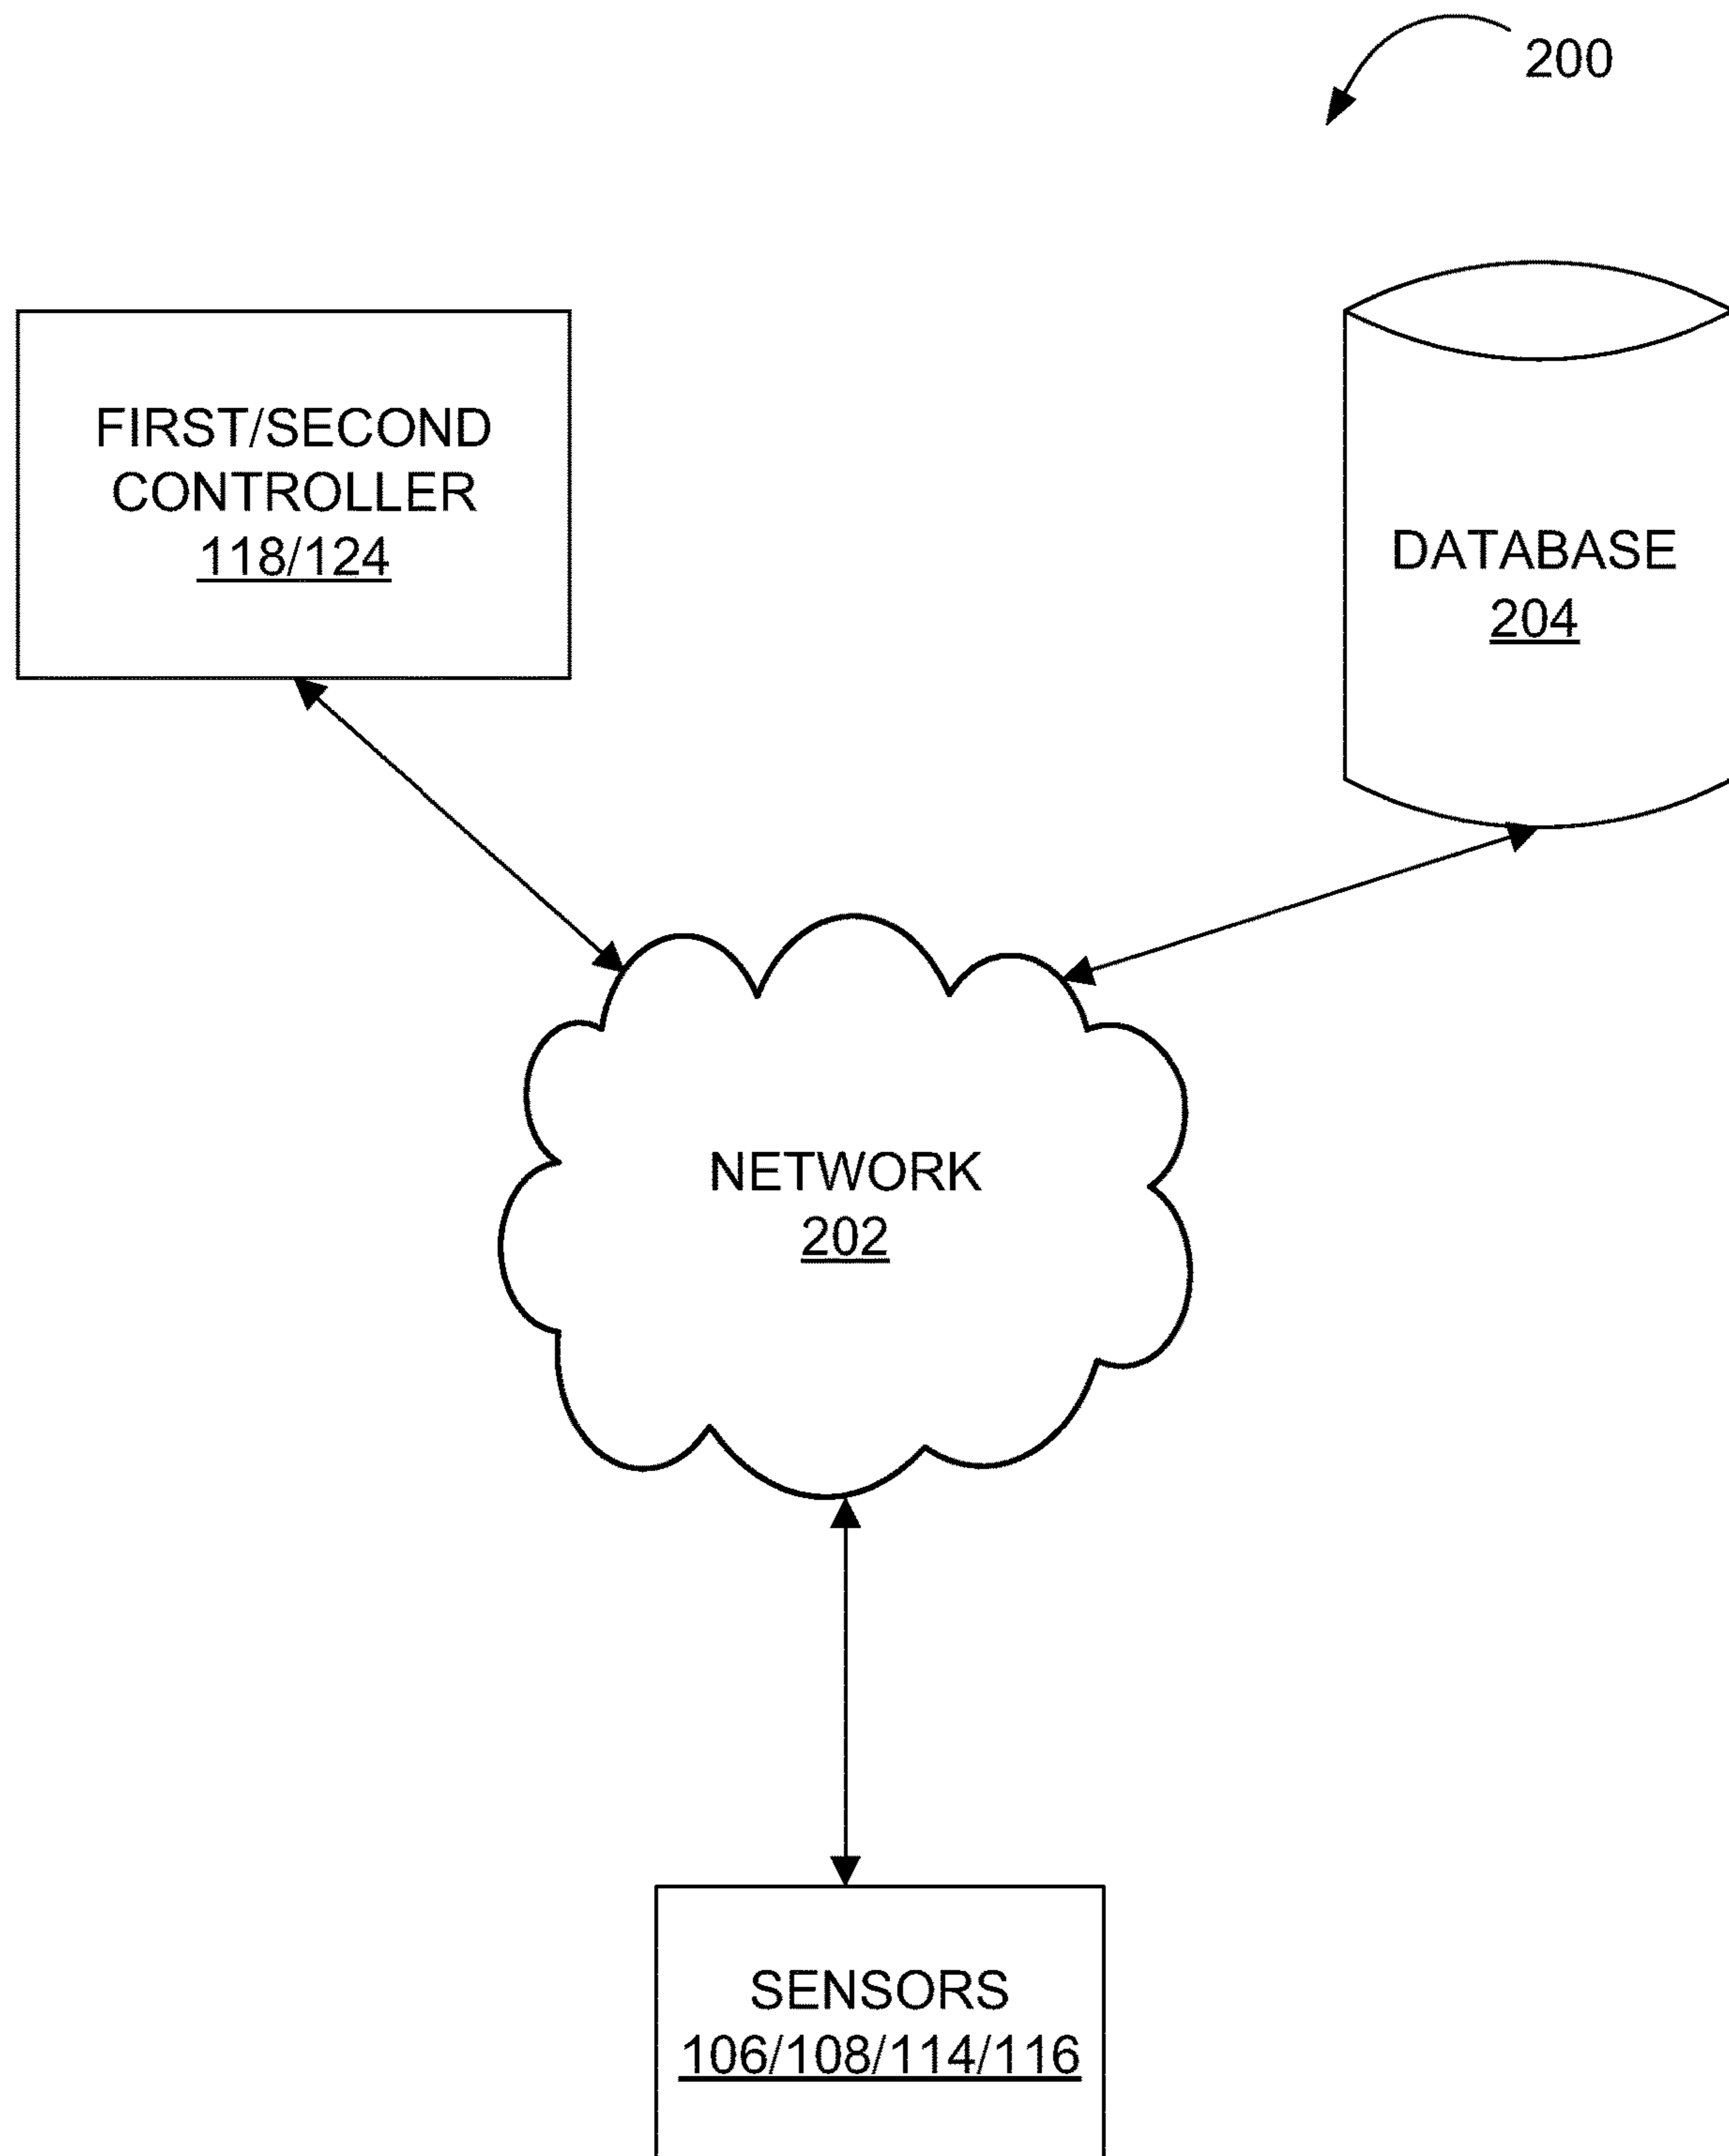 200
FIRST/SECOND
CONTROLLER
118/124
DATABASE
204
NETWORK
202
SENSORS
106/108/114/116